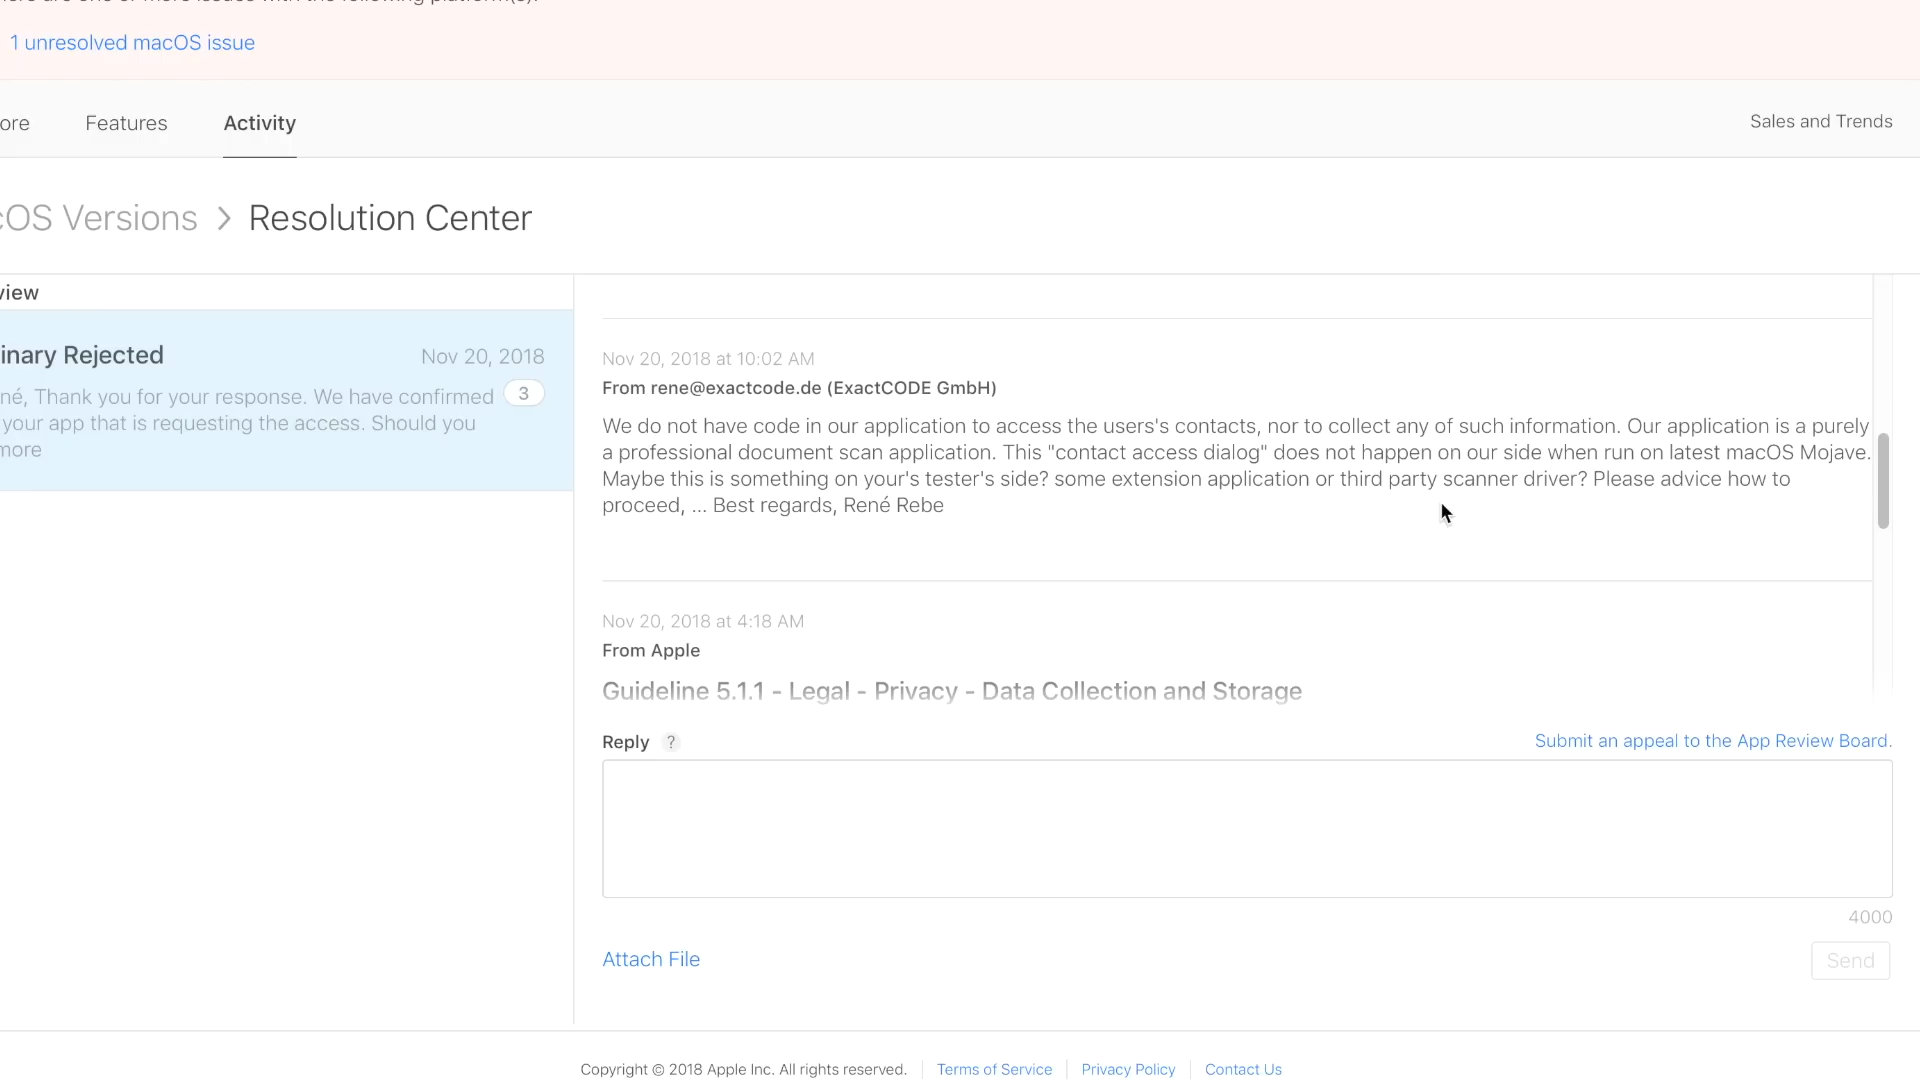 1 unresolved macOS issue
ore Features Activity Sales and Trends
OS Versions > Resolution Center
view
inary Rejected Nov 20, 2018
né, Thank you for your response. We have confirmed 3
your app that is requesting the access. Should you
more
Nov 20, 2018 at 10:02 AM
From rene@exactcode.de (ExactCODE GmbH)
We do not have code in our application to access the users's contacts, nor to collect any of such information. Our application is a purely
a professional document scan application. This "contact access dialog" does not happen on our side when run on latest macOS Mojave.
Maybe this is something on your's tester's side? some extension application or third party scanner driver? Please advice how to
proceed, ... Best regards, René Rebe
Nov 20, 2018 at 4:18 AM
From Apple
Guideline 5.1.1 - Legal - Privacy - Data Collection and Storage
Reply ? Submit an appeal to the App Review Board.
4000
Attach File Send
Copyright © 2018 Apple Inc. All rights reserved. Terms of Service Privacy Policy Contact Us